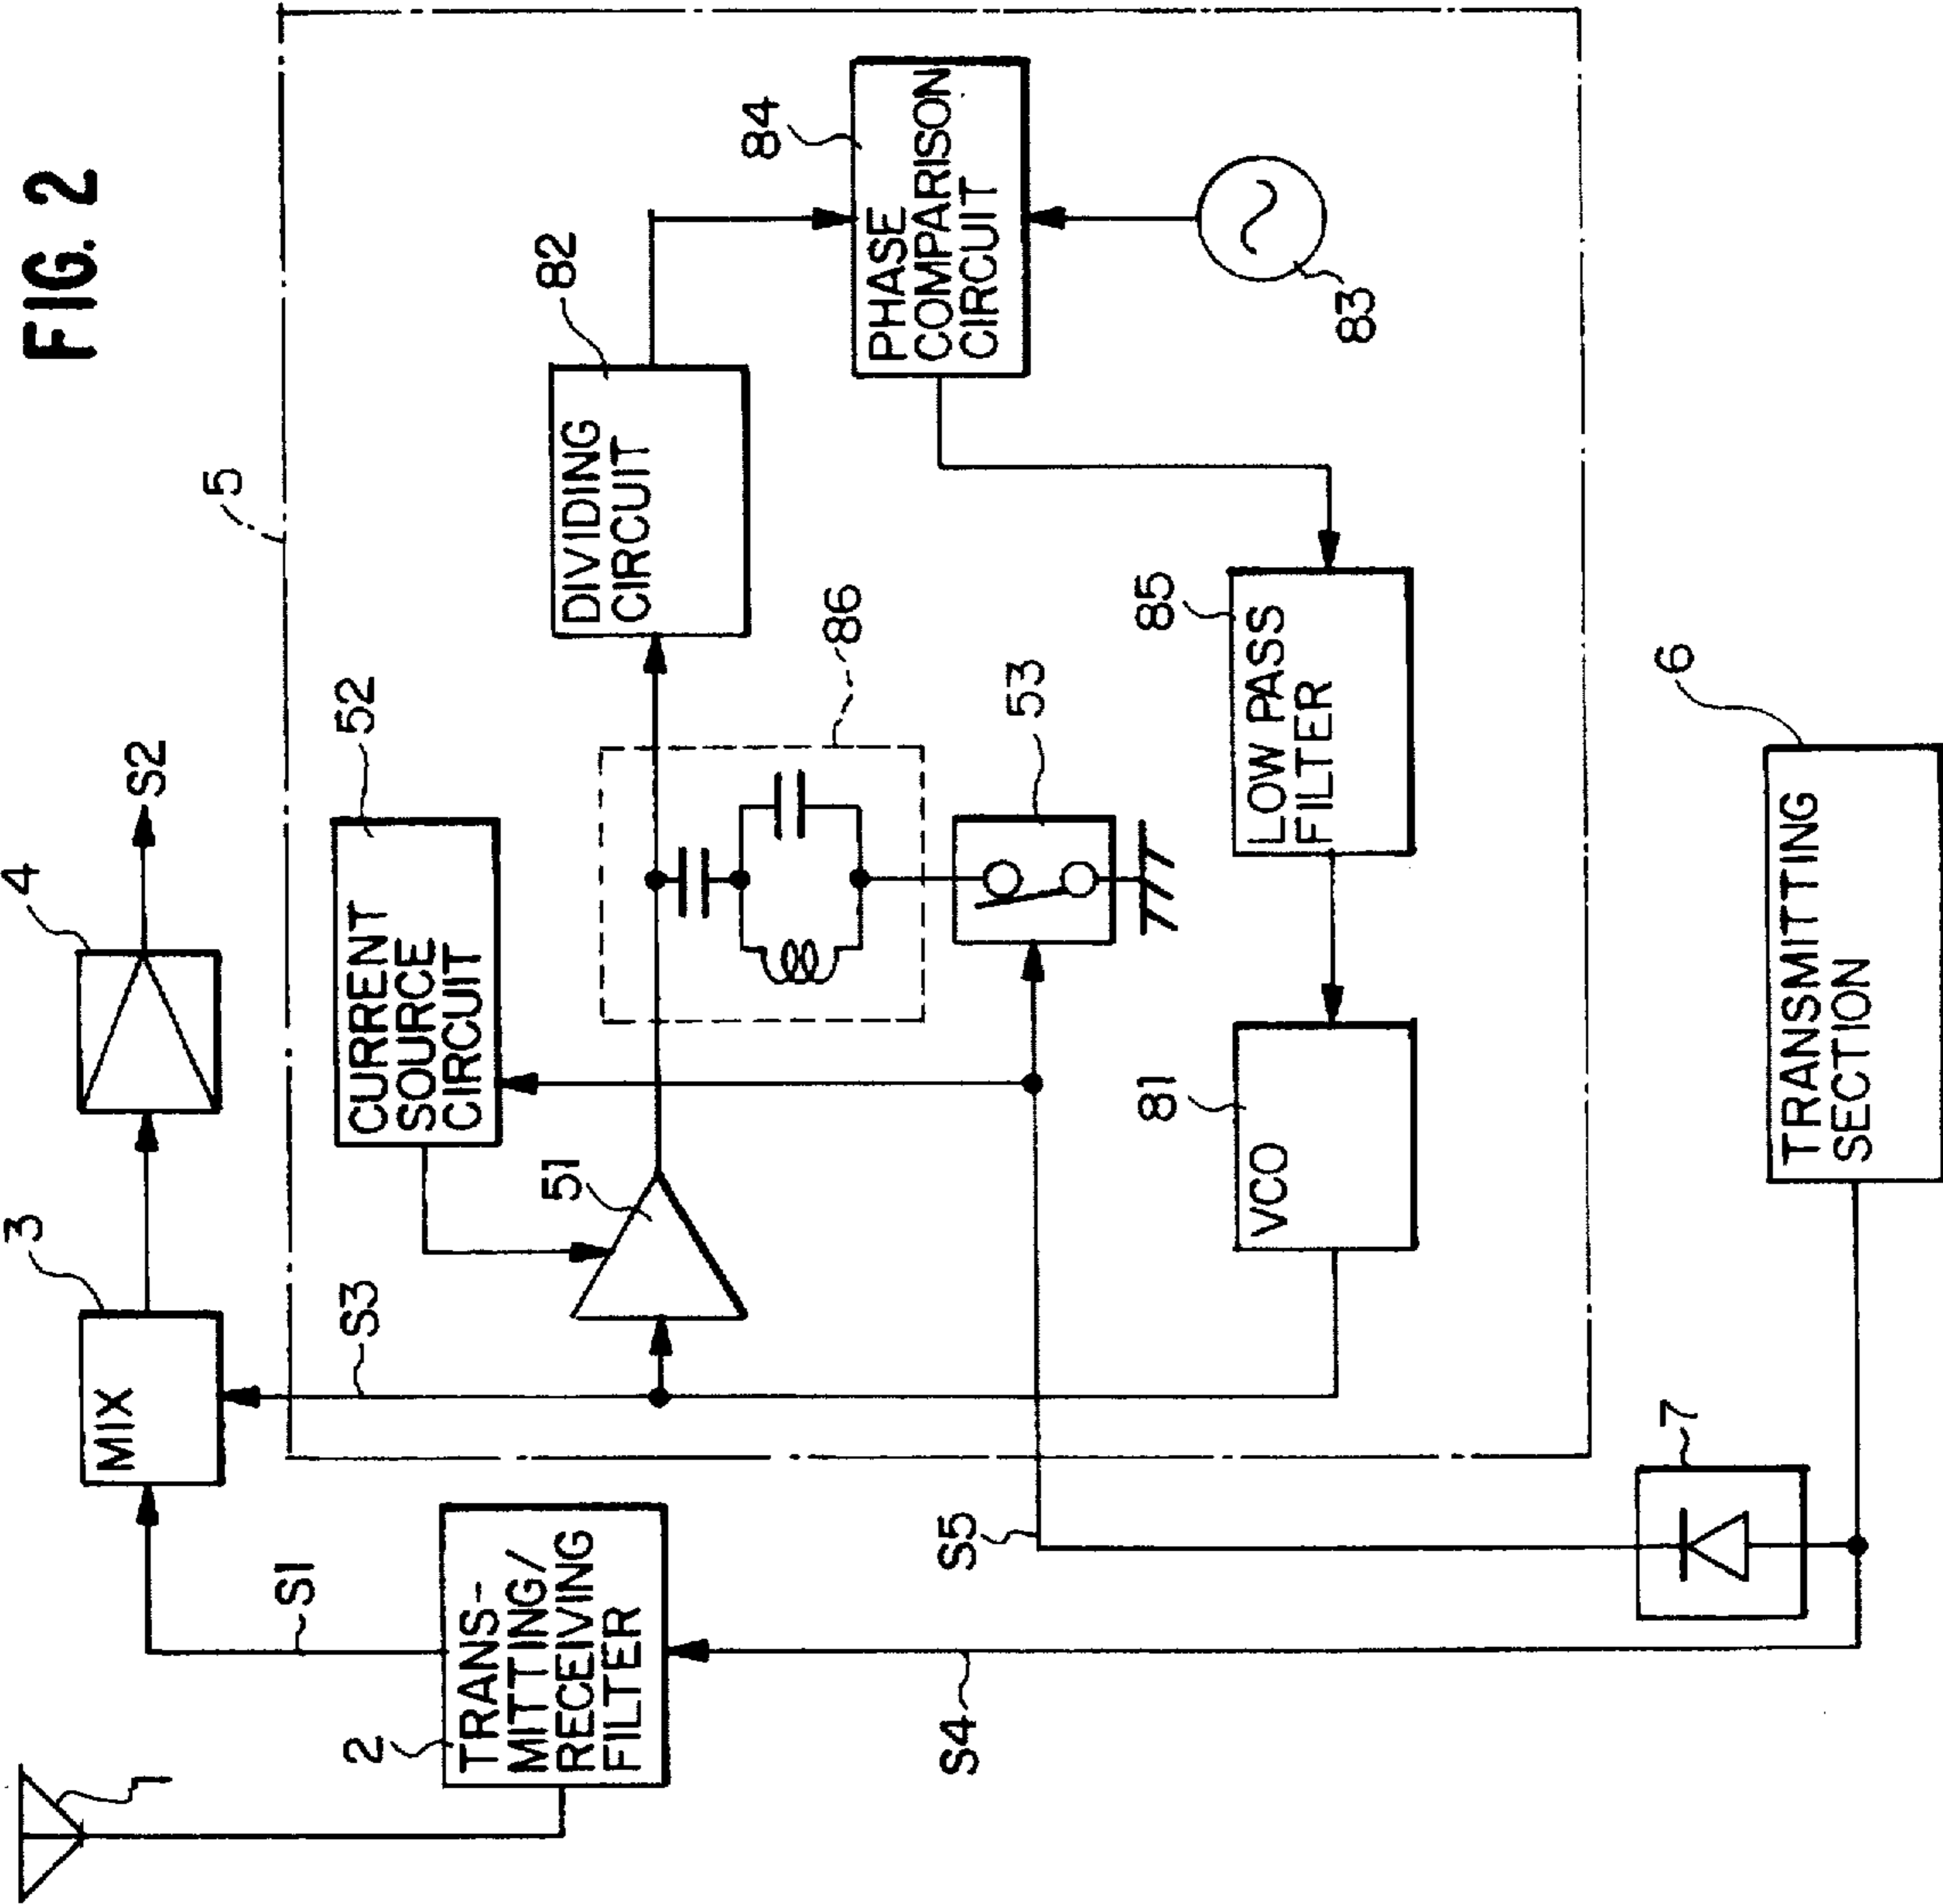 FIG. 2
1
2
TRANS-
MITTING/
RECEIVING
FILTER
S1
3
MIX
4
S2
S3
5
51
CURRENT
SOURCE
CIRCUIT
52
86
53
DIVIDING
CIRCUIT
82
84
PHASE
COMPARISON
CIRCUIT
83
85
LOW PASS
FILTER
81
VCO
S5
S4
7
6
TRANSMITTING
SECTION